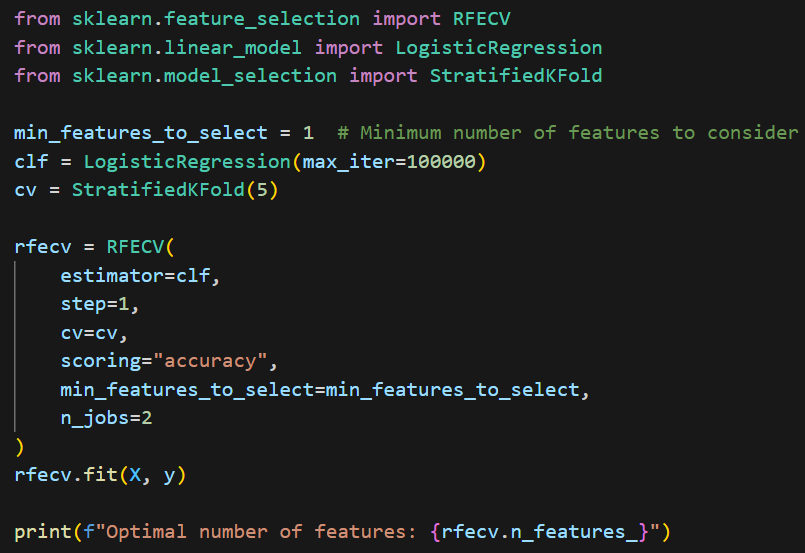 from sklearn.feature_selection import RFECV
from sklearn.linear_model import LogisticRegression
from sklearn.model_selection import StratifiedKFold

min_features_to_select = 1  # Minimum number of features to consider
clf = LogisticRegression(max_iter=100000)
cv = StratifiedKFold(5)

rfecv = RFECV(
    estimator=clf,
    step=1,
    cv=cv,
    scoring="accuracy",
    min_features_to_select=min_features_to_select,
    n_jobs=2
)
rfecv.fit(X, y)

print(f"Optimal number of features: {rfecv.n_features_}")